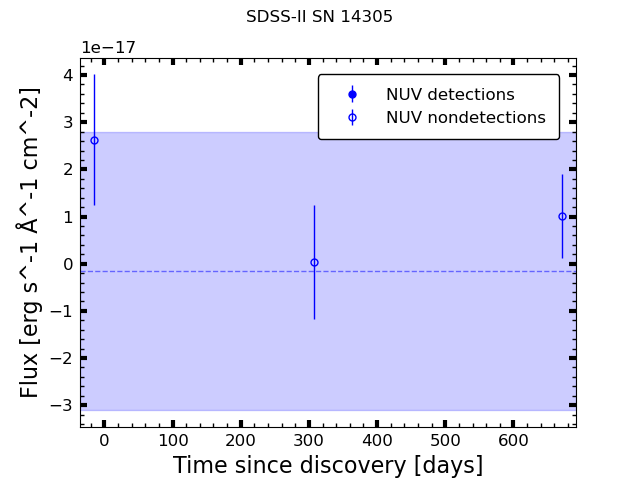 SDSS-II SN 14305
1e−17
NUV detections
NUV nondetections
4
3
2
1
0
−1
−2
−3
Flux [erg s^-1 Å^-1 cm^-2]
0 100 200 300 400 500 600
Time since discovery [days]